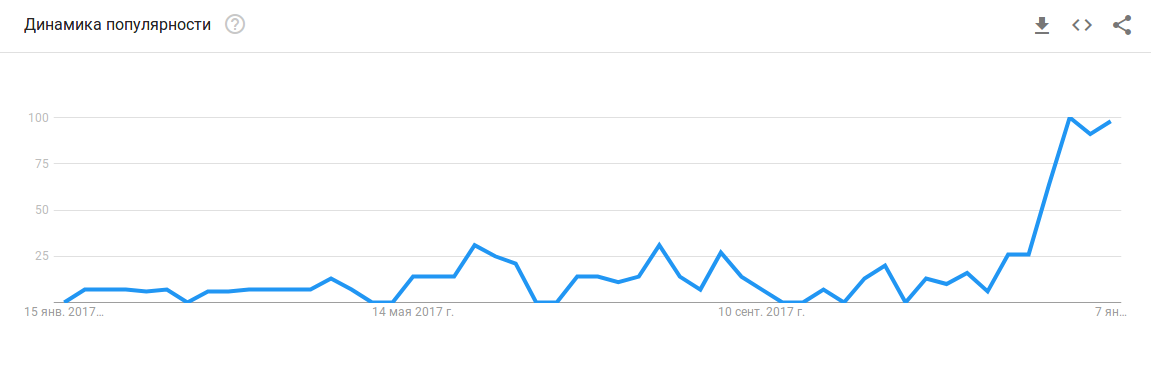 Динамика популярности ?
100
75
50
25
15 янв. 2017…
14 мая 2017 г.
10 сент. 2017 г.
7 ян…